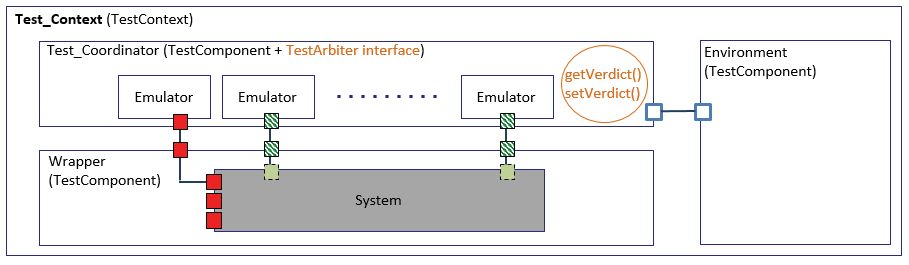 Test_Context (TestContext)
Test_Coordinator (TestComponent + TestArbiter interface)
Environment
(TestComponent)
getVerdict()
setVerdict()
Emulator
Emulator
Emulator
Wrapper
(TestComponent)
System